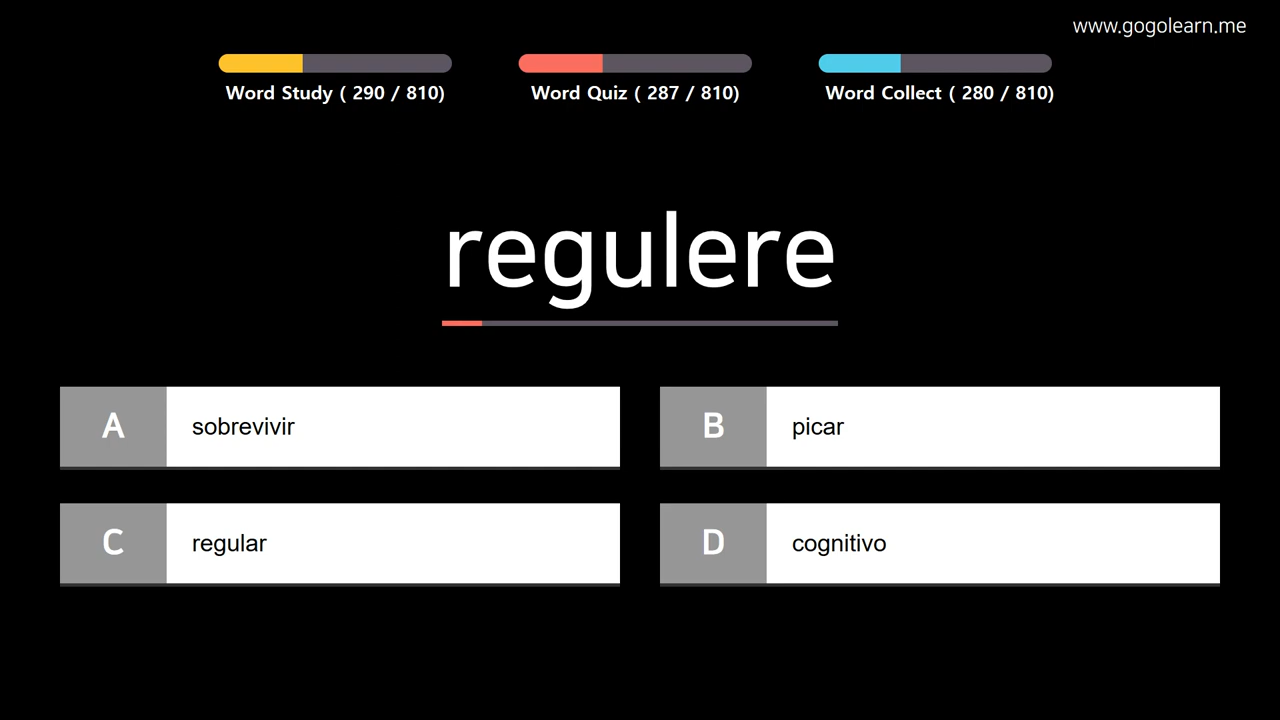 www.gogolearn.me
Word Study ( 290 / 810)
Word Quiz ( 287 / 810)
Word Collect ( 280 / 810)
regulere
A
sobrevivir
B
picar
C
regular
D
cognitivo